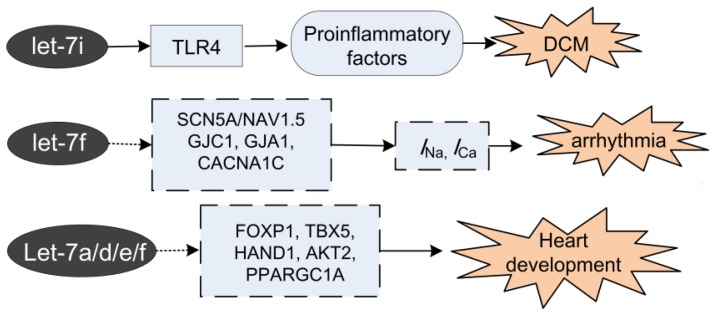 let-7i
TLR4
Proinflammatory
factors
DCM
let-7f
SCN5A/NAV1.5
GJC1, GJA1,
CACNA1C
INa, ICa
arrhythmia
Let-7a/d/e/f
FOXP1, TBX5,
HAND1, AKT2,
PPARGC1A
Heart
development